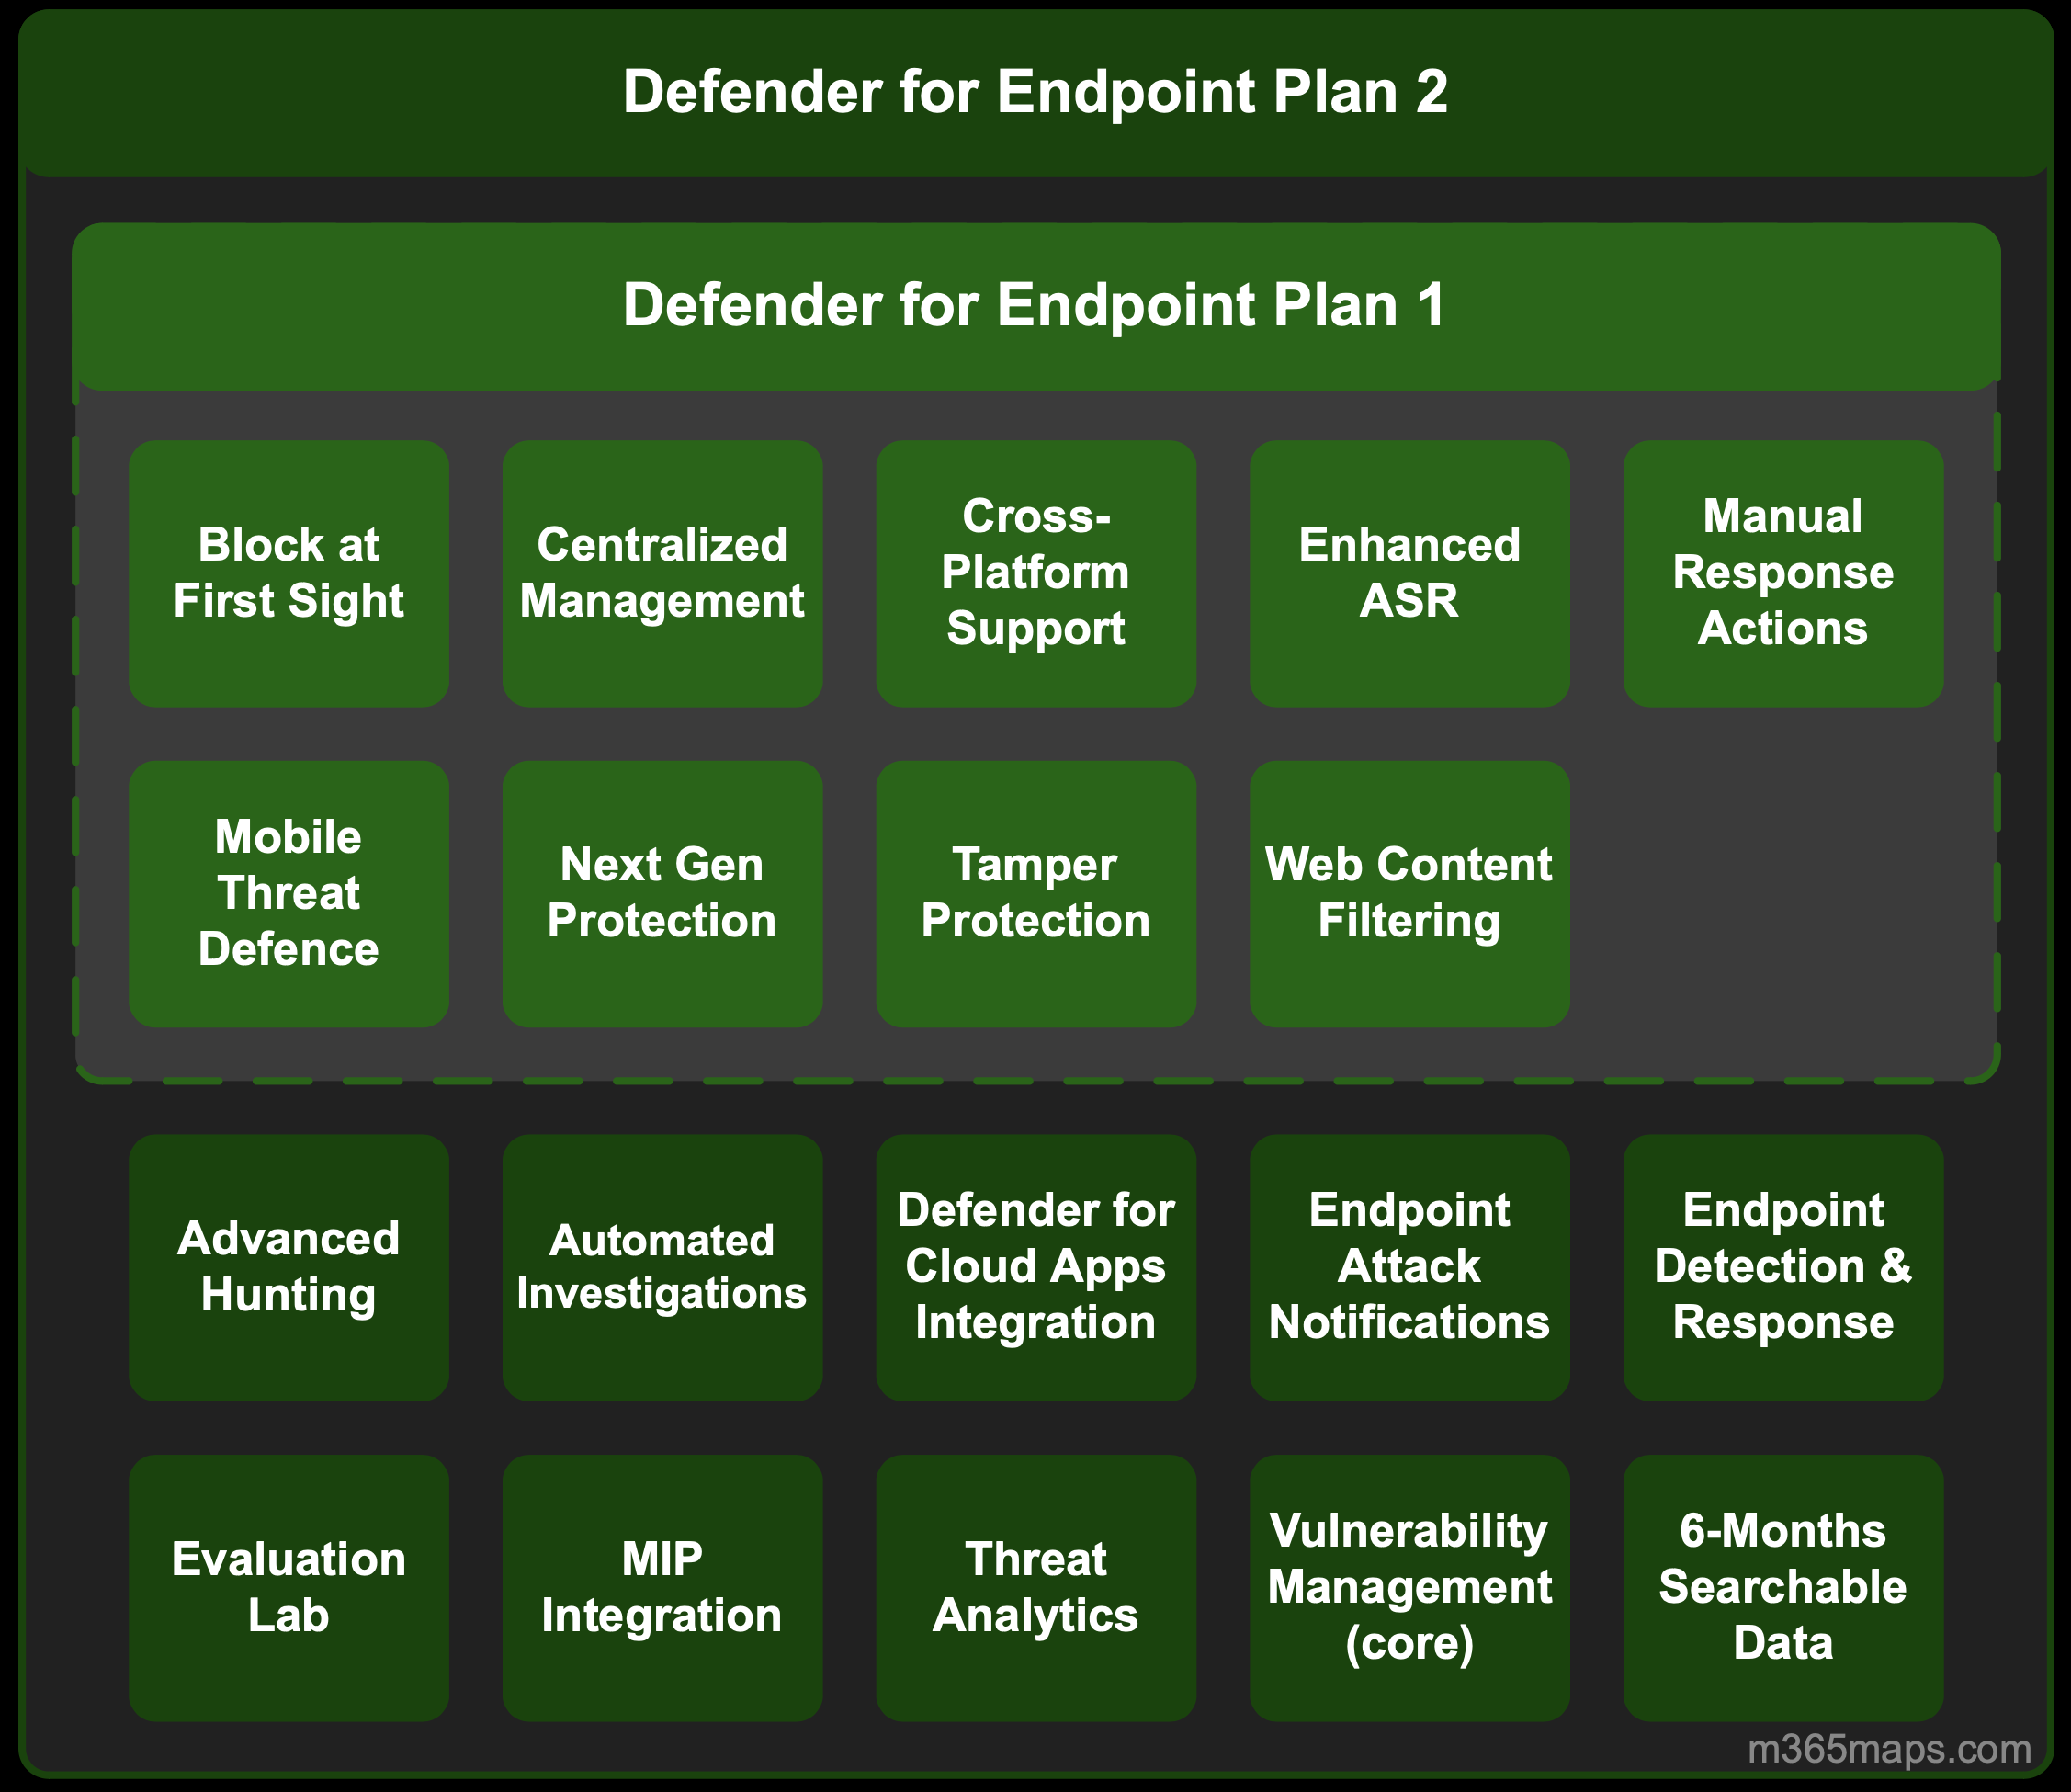 Defender for Endpoint Plan 2
Defender for Endpoint Plan 1
Block at
First Sight
Centralized
Management
Cross-
Platform
Support
Enhanced
ASR
Manual
Response
Actions
Mobile
Threat
Defence
Next Gen
Protection
Tamper
Protection
Web Content
Filtering
Advanced
Hunting
Automated
Investigations
Defender for
Cloud Apps
Integration
Endpoint
Attack
Notifications
Endpoint
Detection &
Response
Evaluation
Lab
MIP
Integration
Threat
Analytics
Vulnerability
Management
(core)
6-Months
Searchable
Data
m365maps.com